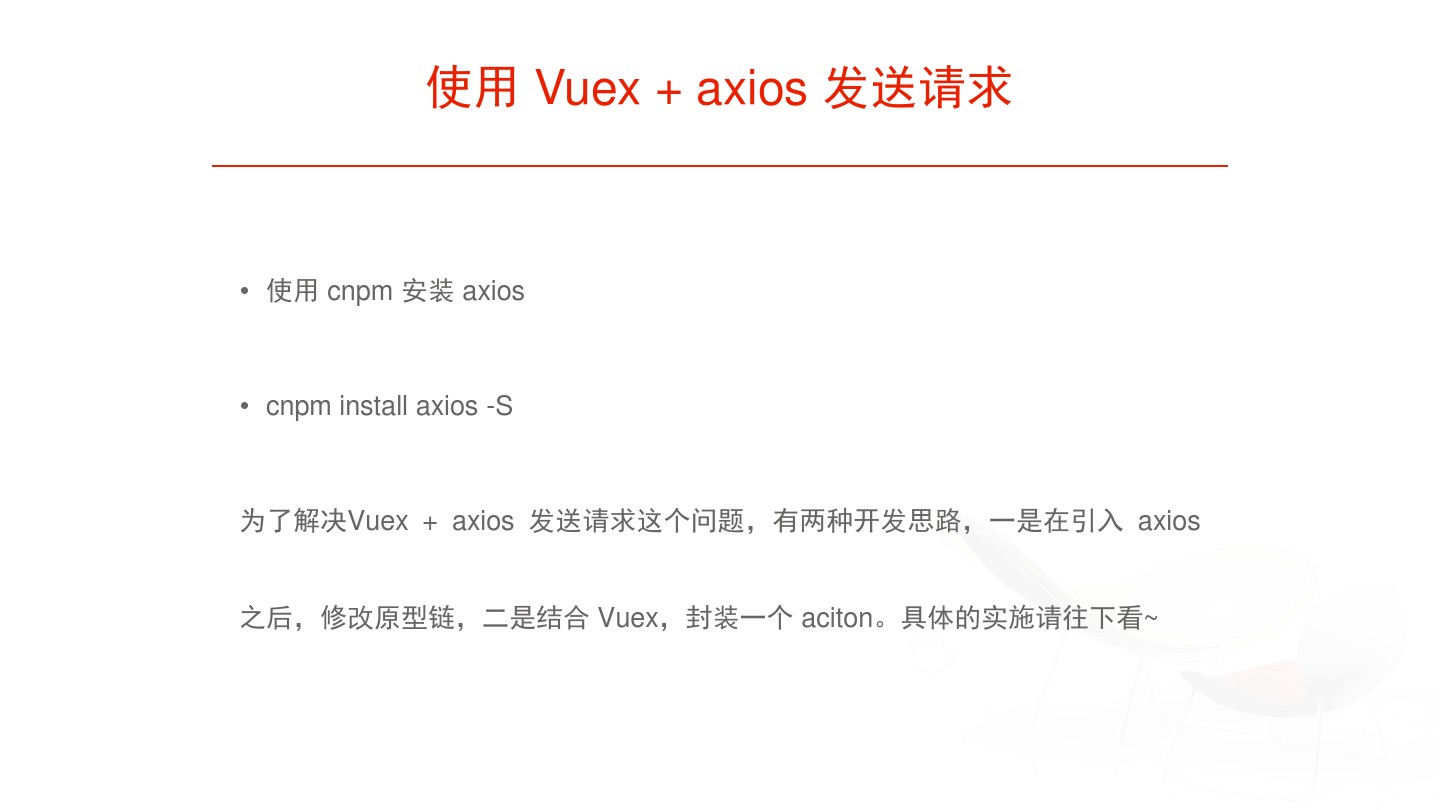 使用 Vuex + axios 发送请求
• 使用 cnpm 安装 axios
• cnpm install axios -S
为了解决Vuex + axios 发送请求这个问题，有两种开发思路，一是在引入 axios
之后，修改原型链，二是结合 Vuex，封装一个 aciton。具体的实施请往下看~